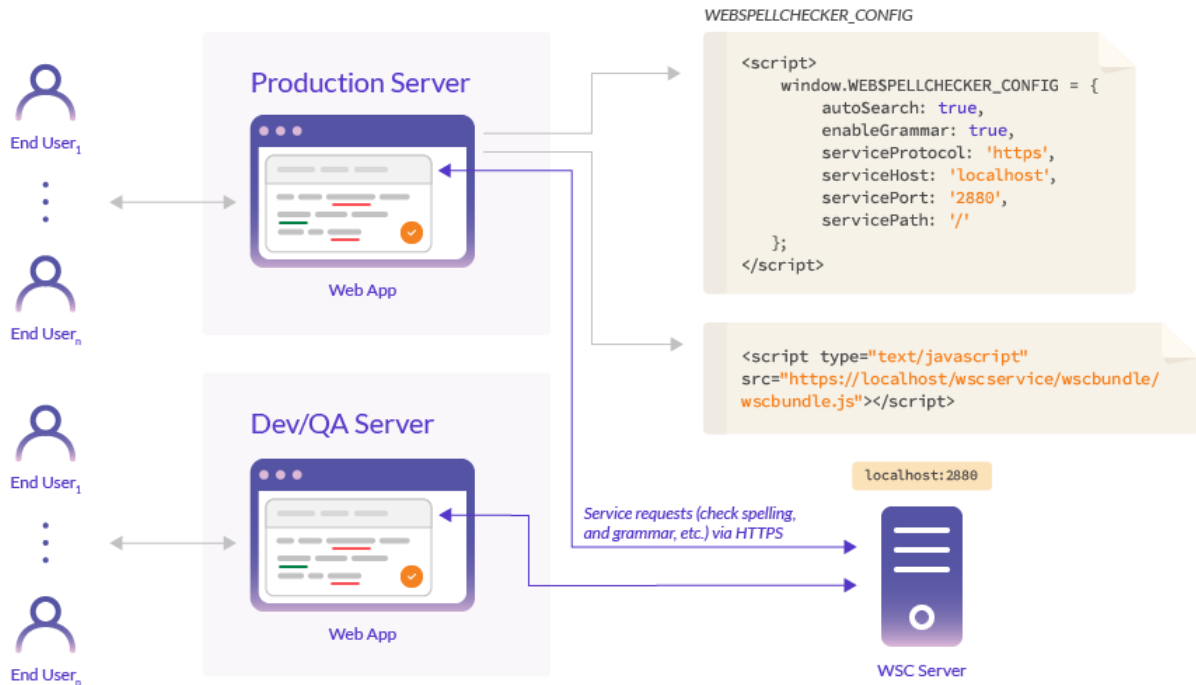 WEBSPELLCHECKER_CONFIG
<script>
window.WEBSPELLCHECKER_CONFIG = {
autoSearch: true,
enableGrammar: true,
serviceProtocol: 'https',
serviceHost: 'localhost',
servicePort: '2880',
servicePath: '/'
};
</script>
Production Server
Web App
End User1
End Usern
<script type="text/javascript"
src="https://localhost/wscservice/wscbundle/
wscbundle.js"></script>
Dev/QA Server
Web App
End User1
End Usern
Service requests (check spelling,
and grammar, etc.) via HTTPS
localhost:2880
WSC Server